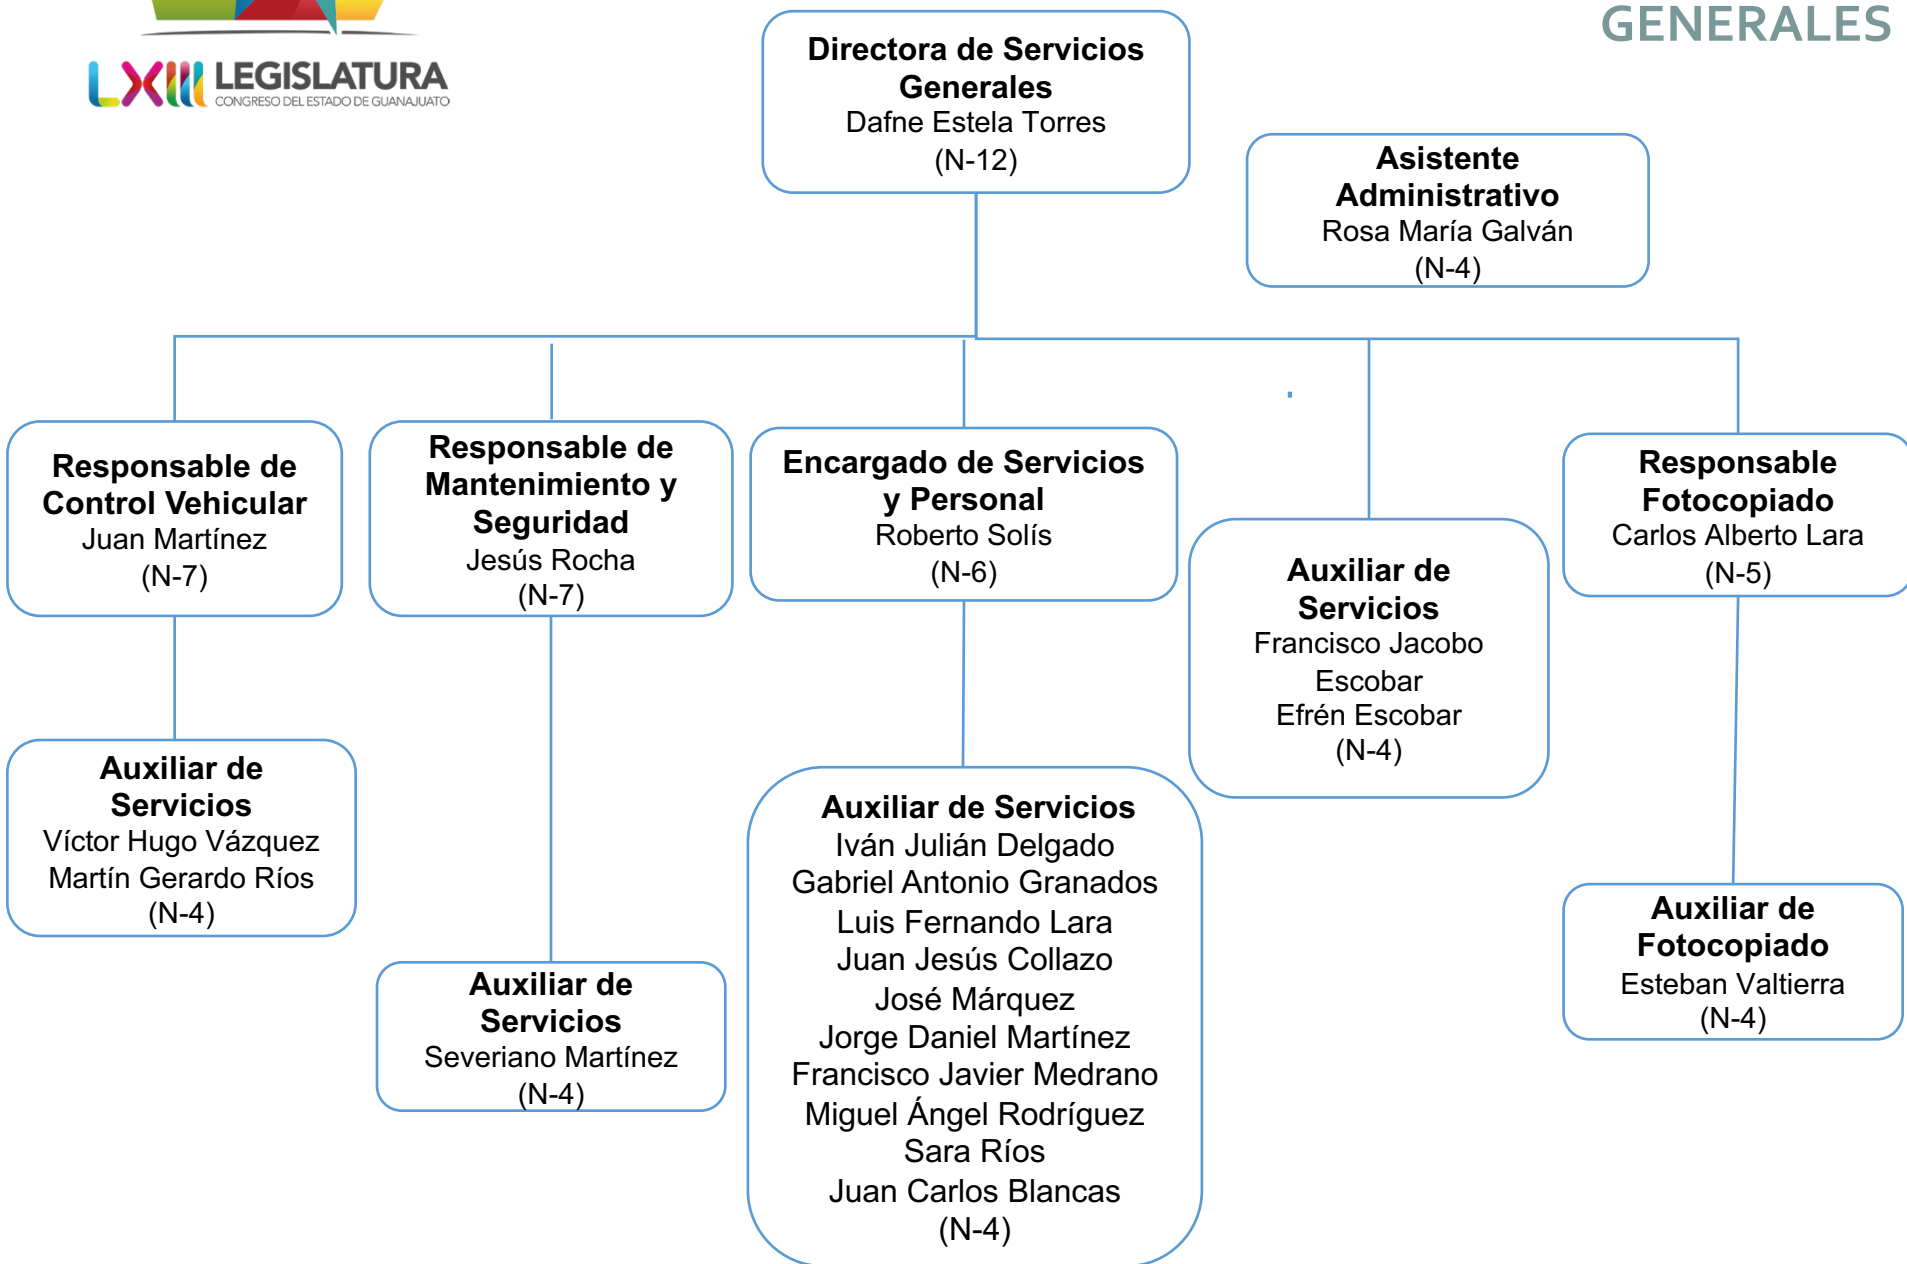 LXIII LEGISLATURA
CONGRESO DEL ESTADO DE GUANAJUATO
GENERALES
Directora de Servicios
Generales
Dafne Estela Torres
(N-12)
Asistente
Administrativo
Rosa María Galván
(N-4)
Responsable de
Control Vehicular
Juan Martínez
(N-7)
Responsable de
Mantenimiento y
Seguridad
Jesús Rocha
(N-7)
Encargado de Servicios
y Personal
Roberto Solís
(N-6)
Auxiliar de
Servicios
Francisco Jacobo
Escobar
Efrén Escobar
(N-4)
Responsable
Fotocopiado
Carlos Alberto Lara
(N-5)
Auxiliar de
Servicios
Víctor Hugo Vázquez
Martín Gerardo Ríos
(N-4)
Auxiliar de
Servicios
Severiano Martínez
(N-4)
Auxiliar de Servicios
Iván Julián Delgado
Gabriel Antonio Granados
Luis Fernando Lara
Juan Jesús Collazo
José Márquez
Jorge Daniel Martínez
Francisco Javier Medrano
Miguel Ángel Rodríguez
Sara Ríos
Juan Carlos Blancas
(N-4)
Auxiliar de
Fotocopiado
Esteban Valtierra
(N-4)